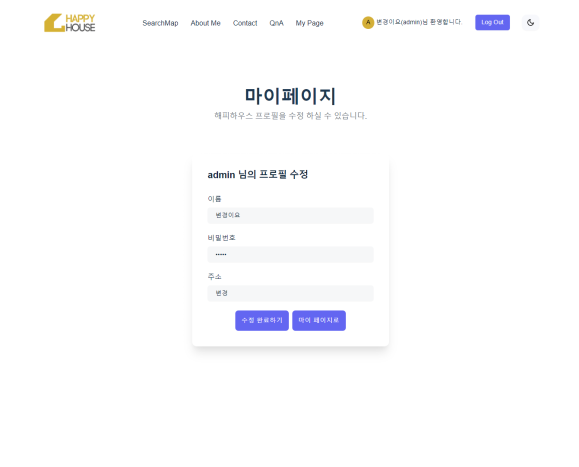 HAPPY
HOUSE
SearchMap About Me Contact QnA My Page
A 변경이요(admin)님 환영합니다. Log Out
마이페이지
해피하우스 프로필을 수정 하실 수 있습니다.
admin 님의 프로필 수정
이름
변경이요
비밀번호
•••••
주소
변경
수정 완료하기 마이 페이지로